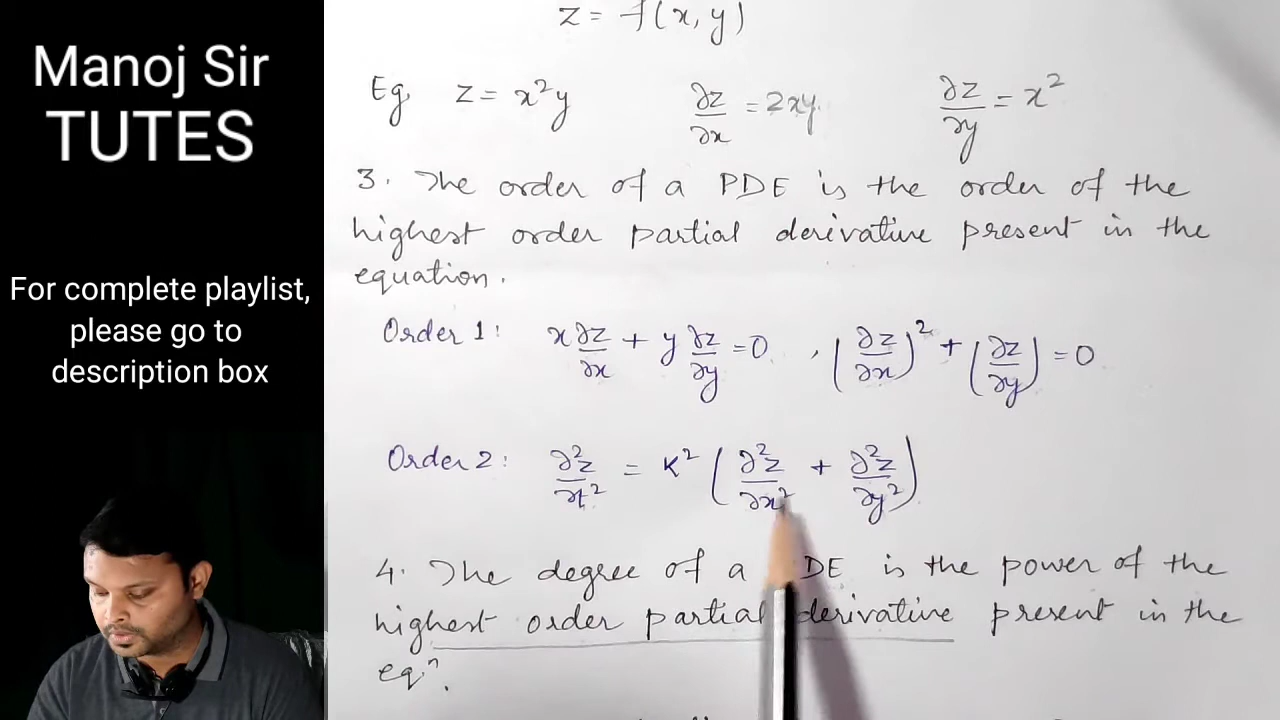 Manoj Sir
TUTES
For complete playlist,
please go to
description box
z = f(x, y)
Eg z = x²y ∂z/∂x = 2xy ∂z/∂y = x²
3. The order of a PDE is the order of the
highest order partial derivative present in the
equation.
Order 1: x ∂z/∂x + y ∂z/∂y = 0 , (∂z/∂x)² + (∂z/∂y) = 0
Order 2: ∂²z/∂t² = K² (∂²z/∂x² + ∂²z/∂y²)
4. The degree of a DE is the power of the
highest order partial derivative present in the
eqⁿ.